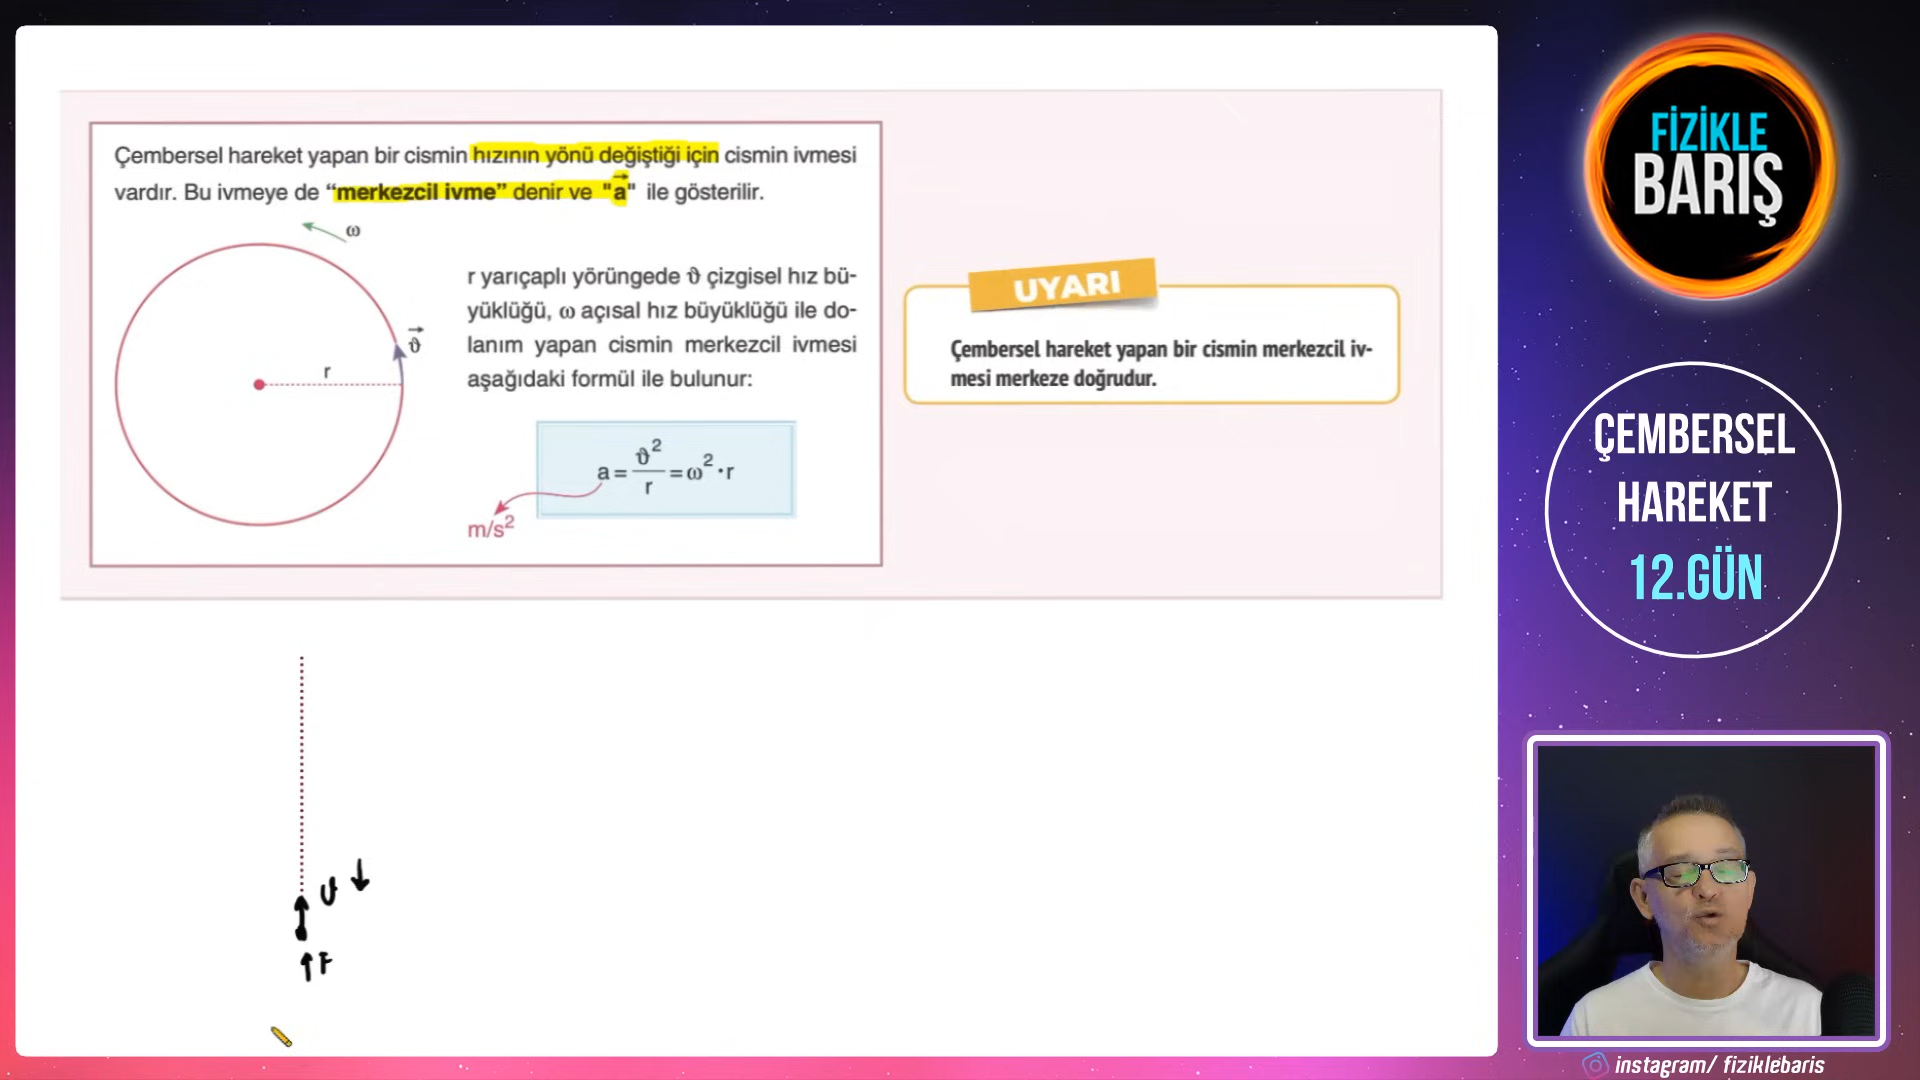 Çembersel hareket yapan bir cismin hızının yönü değiştiği için cismin ivmesi
vardır. Bu ivmeye de “merkezcil ivme” denir ve "a⃗" ile gösterilir.
ω
ϑ⃗
r
r yarıçaplı yörüngede ϑ çizgisel hız bü-
yüklüğü, ω açısal hız büyüklüğü ile do-
lanım yapan cismin merkezcil ivmesi
aşağıdaki formül ile bulunur:
a = ϑ²/r = ω²·r
m/s²
UYARI
Çembersel hareket yapan bir cismin merkezcil iv-
mesi merkeze doğrudur.
ϑ ↓
↑F
FİZİKLE
BARIŞ
ÇEMBERSEL
HAREKET
12.GÜN
instagram/ fiziklebaris